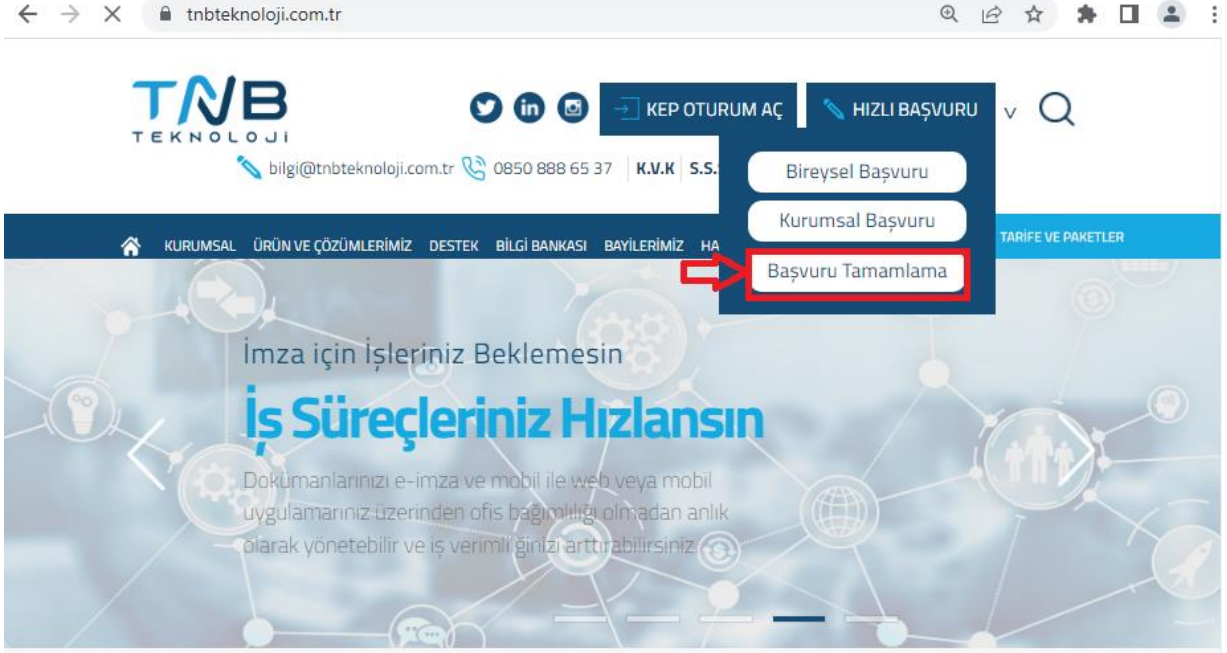 tnbteknoloji.com.tr
TNB
TEKNOLOJI
KEP OTURUM AÇ
HIZLI BAŞVURU
bilgi@tnbteknoloji.com.tr 0850 888 65 37 K.V.K S.S.
Bireysel Başvuru
Kurumsal Başvuru
Başvuru Tamamlama
KURUMSAL ÜRÜN VE ÇÖZÜMLERİMİZ DESTEK BİLGİ BANKASI BAYİLERİMİZ HA
TARİFE VE PAKETLER
İmza için İşleriniz Beklemesin
İş Süreçleriniz Hızlansın
Dokümanlarınızı e-imza ve mobil ile web veya mobil
uygulamarınız üzerinden ofis bağımlılığı olmadan anlık
olarak yönetebilir ve iş verimli ğinizi arttırabilirsiniz.